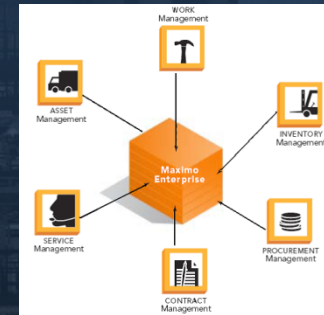 WORK
Management
ASSET
Management
INVENTORY
Management
Maximo
Enterprise
SERVICE
Management
PROCUREMENT
Management
CONTRACT
Management